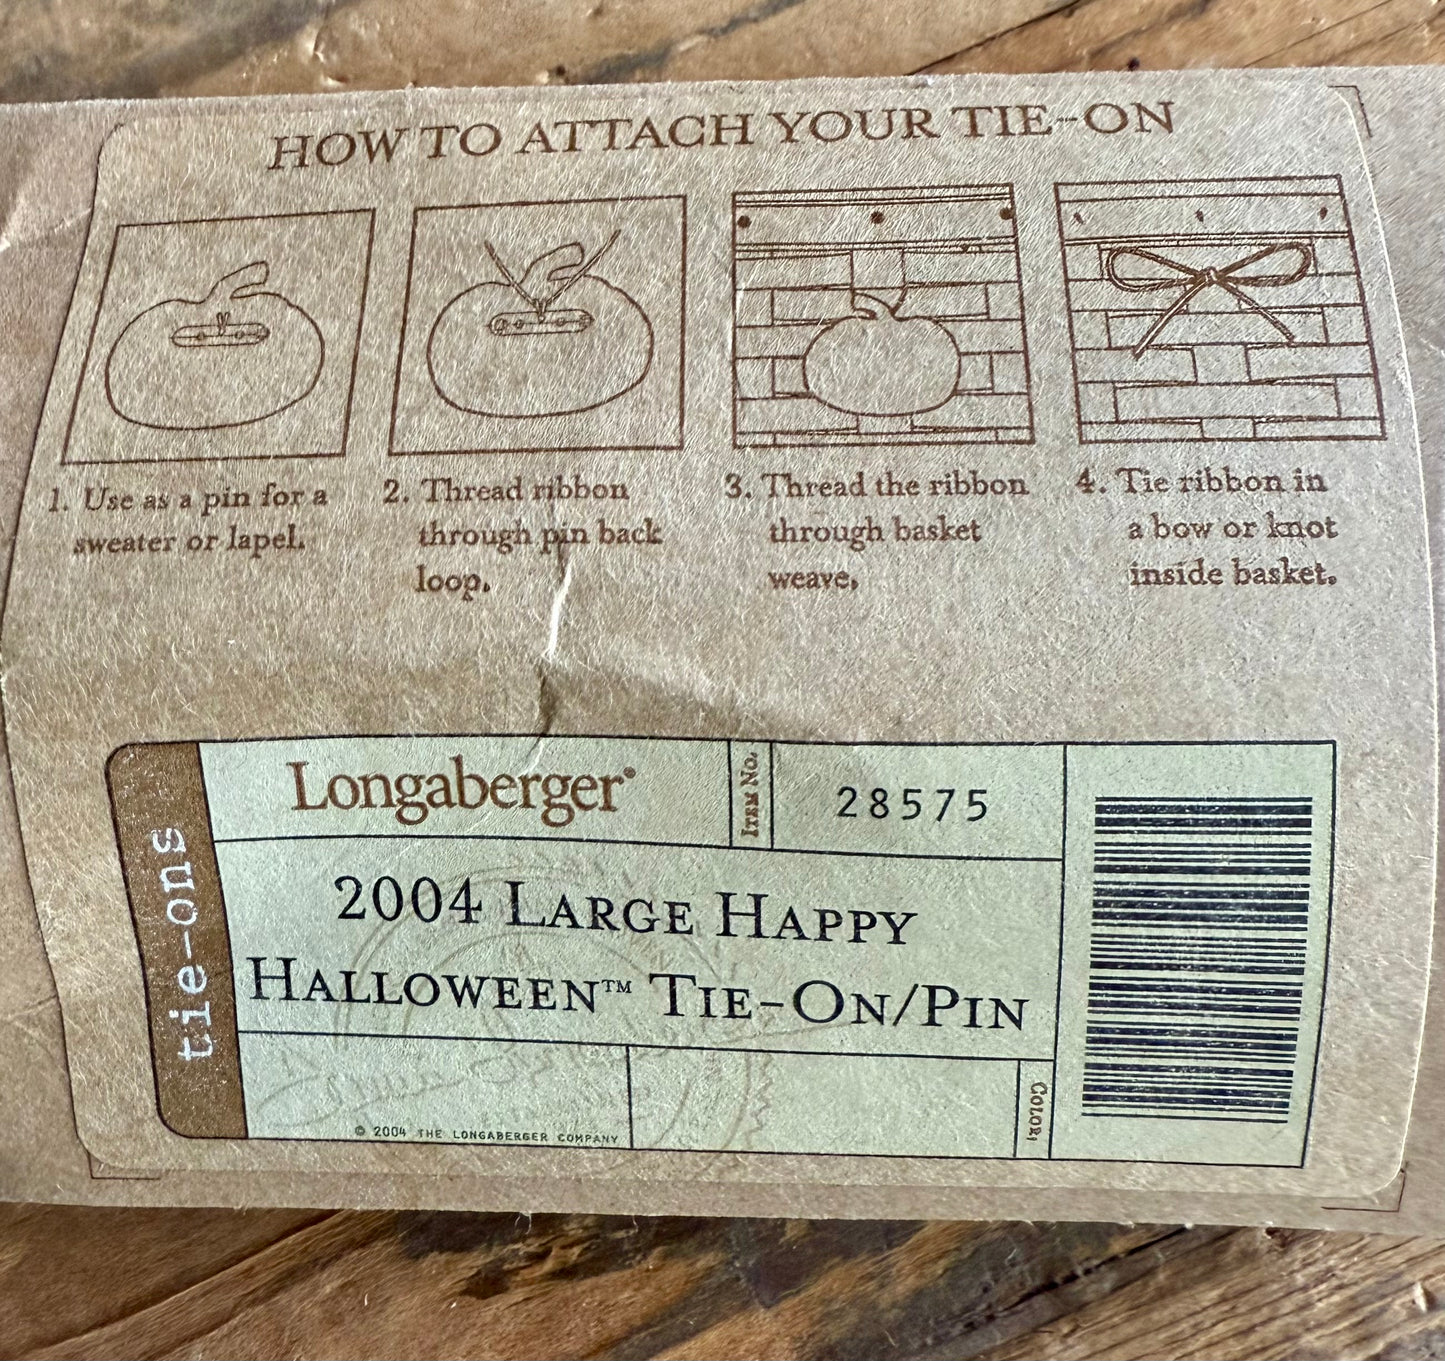 HOW TO ATTACH YOUR TIE-ON
1. Use as a pin for a
sweater or lapel.
2. Thread ribbon
through pin back
loop.
3. Thread the ribbon
through basket
weave.
4. Tie ribbon in
a bow or knot
inside basket.
tie-ons
Longaberger®
ITEM NO.
28575
2004 LARGE HAPPY
HALLOWEEN™ TIE-ON/PIN
© 2004 THE LONGABERGER COMPANY
COLOR: